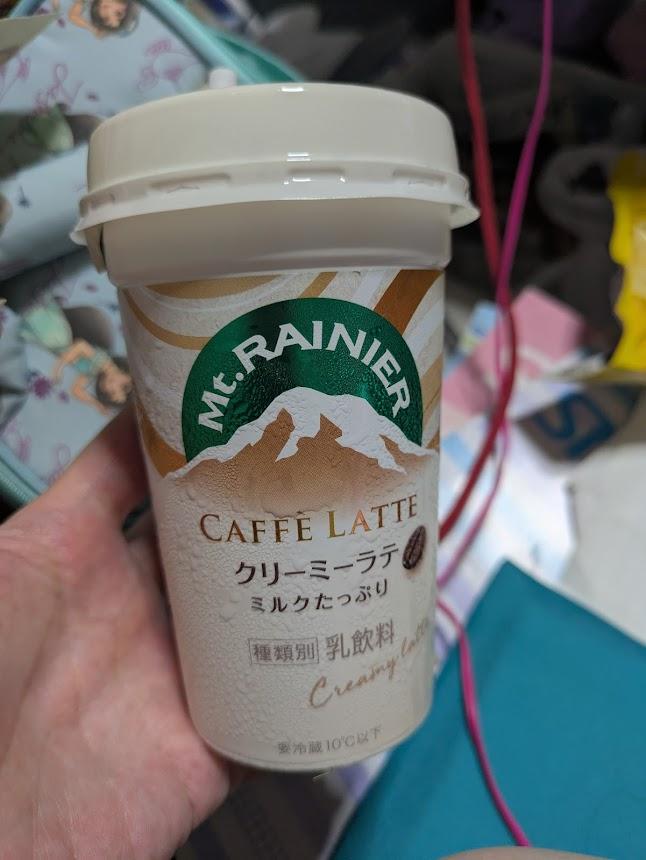 Mt. RAINIER
CAFFÈ LATTE
クリーミーラテ
ミルクたっぷり
種類別 乳飲料
Creamy latte
要冷蔵10℃以下